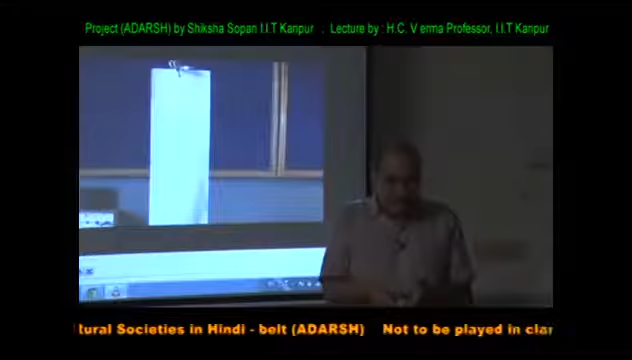 Project (ADARSH) by Shiksha Sopan I.I.T Kanpur : Lecture by : H.C. V erma Professor, I.I.T Kanpur
tural Societies in Hindi - belt (ADARSH) Not to be played in clar